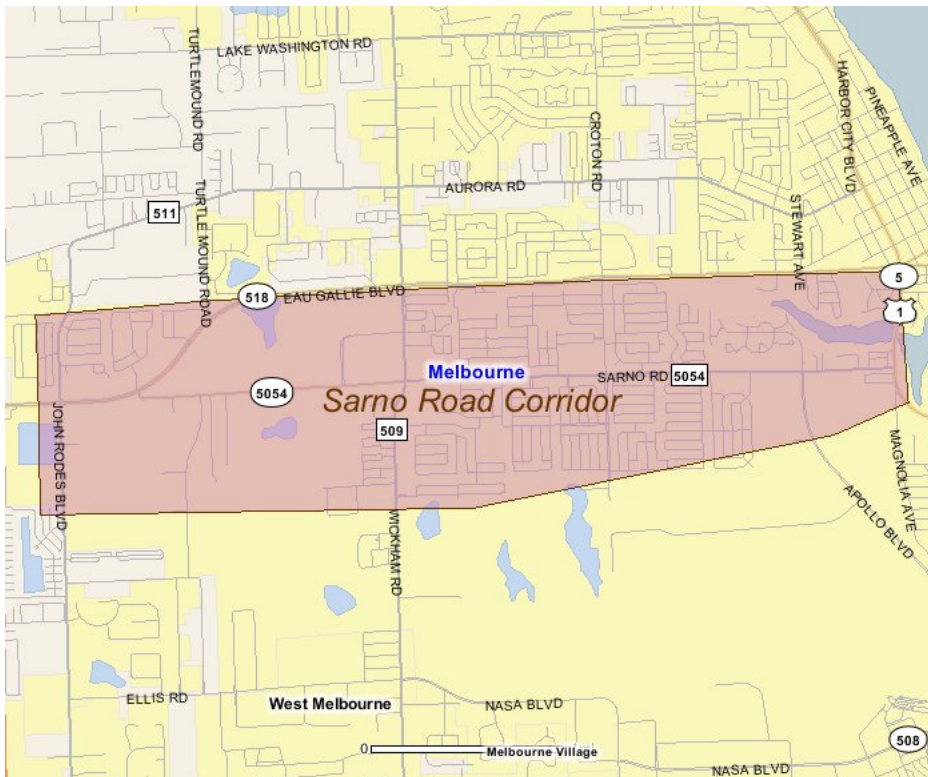 LAKE WASHINGTON RD
TURTLEMOUND RD
HARBOR CITY BLVD
PINEAPPLE AVE
CROTON RD
AURORA RD
511
TURTLE MOUND ROAD
STEWART AVE
518
EAU GALLIE BLVD
5
1
Melbourne
SARNO RD
5054
5054
Sarno Road Corridor
509
JOHN RODES BLVD
MAGNOLIA AVE
APOLLO BLVD
WICKHAM RD
ELLIS RD
West Melbourne
NASA BLVD
0
Melbourne Village
508
NASA BLVD